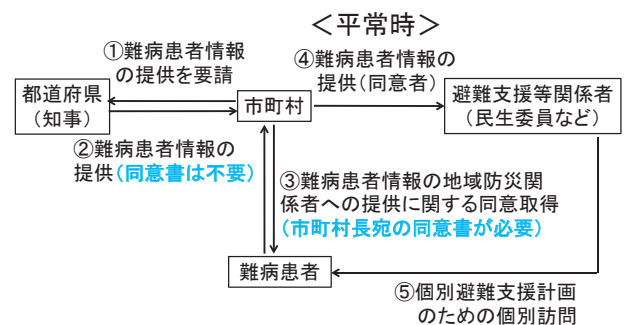 <平常時>
①難病患者情報
の提供を要請
④難病患者情報の
提供(同意者)
都道府県
(知事)
市町村
避難支援等関係者
(民生委員など)
②難病患者情報の
提供(同意書は不要)
③難病患者情報の地域防災関
係者への提供に関する同意取得
(市町村長宛の同意書が必要)
難病患者
⑤個別避難支援計画
のための個別訪問